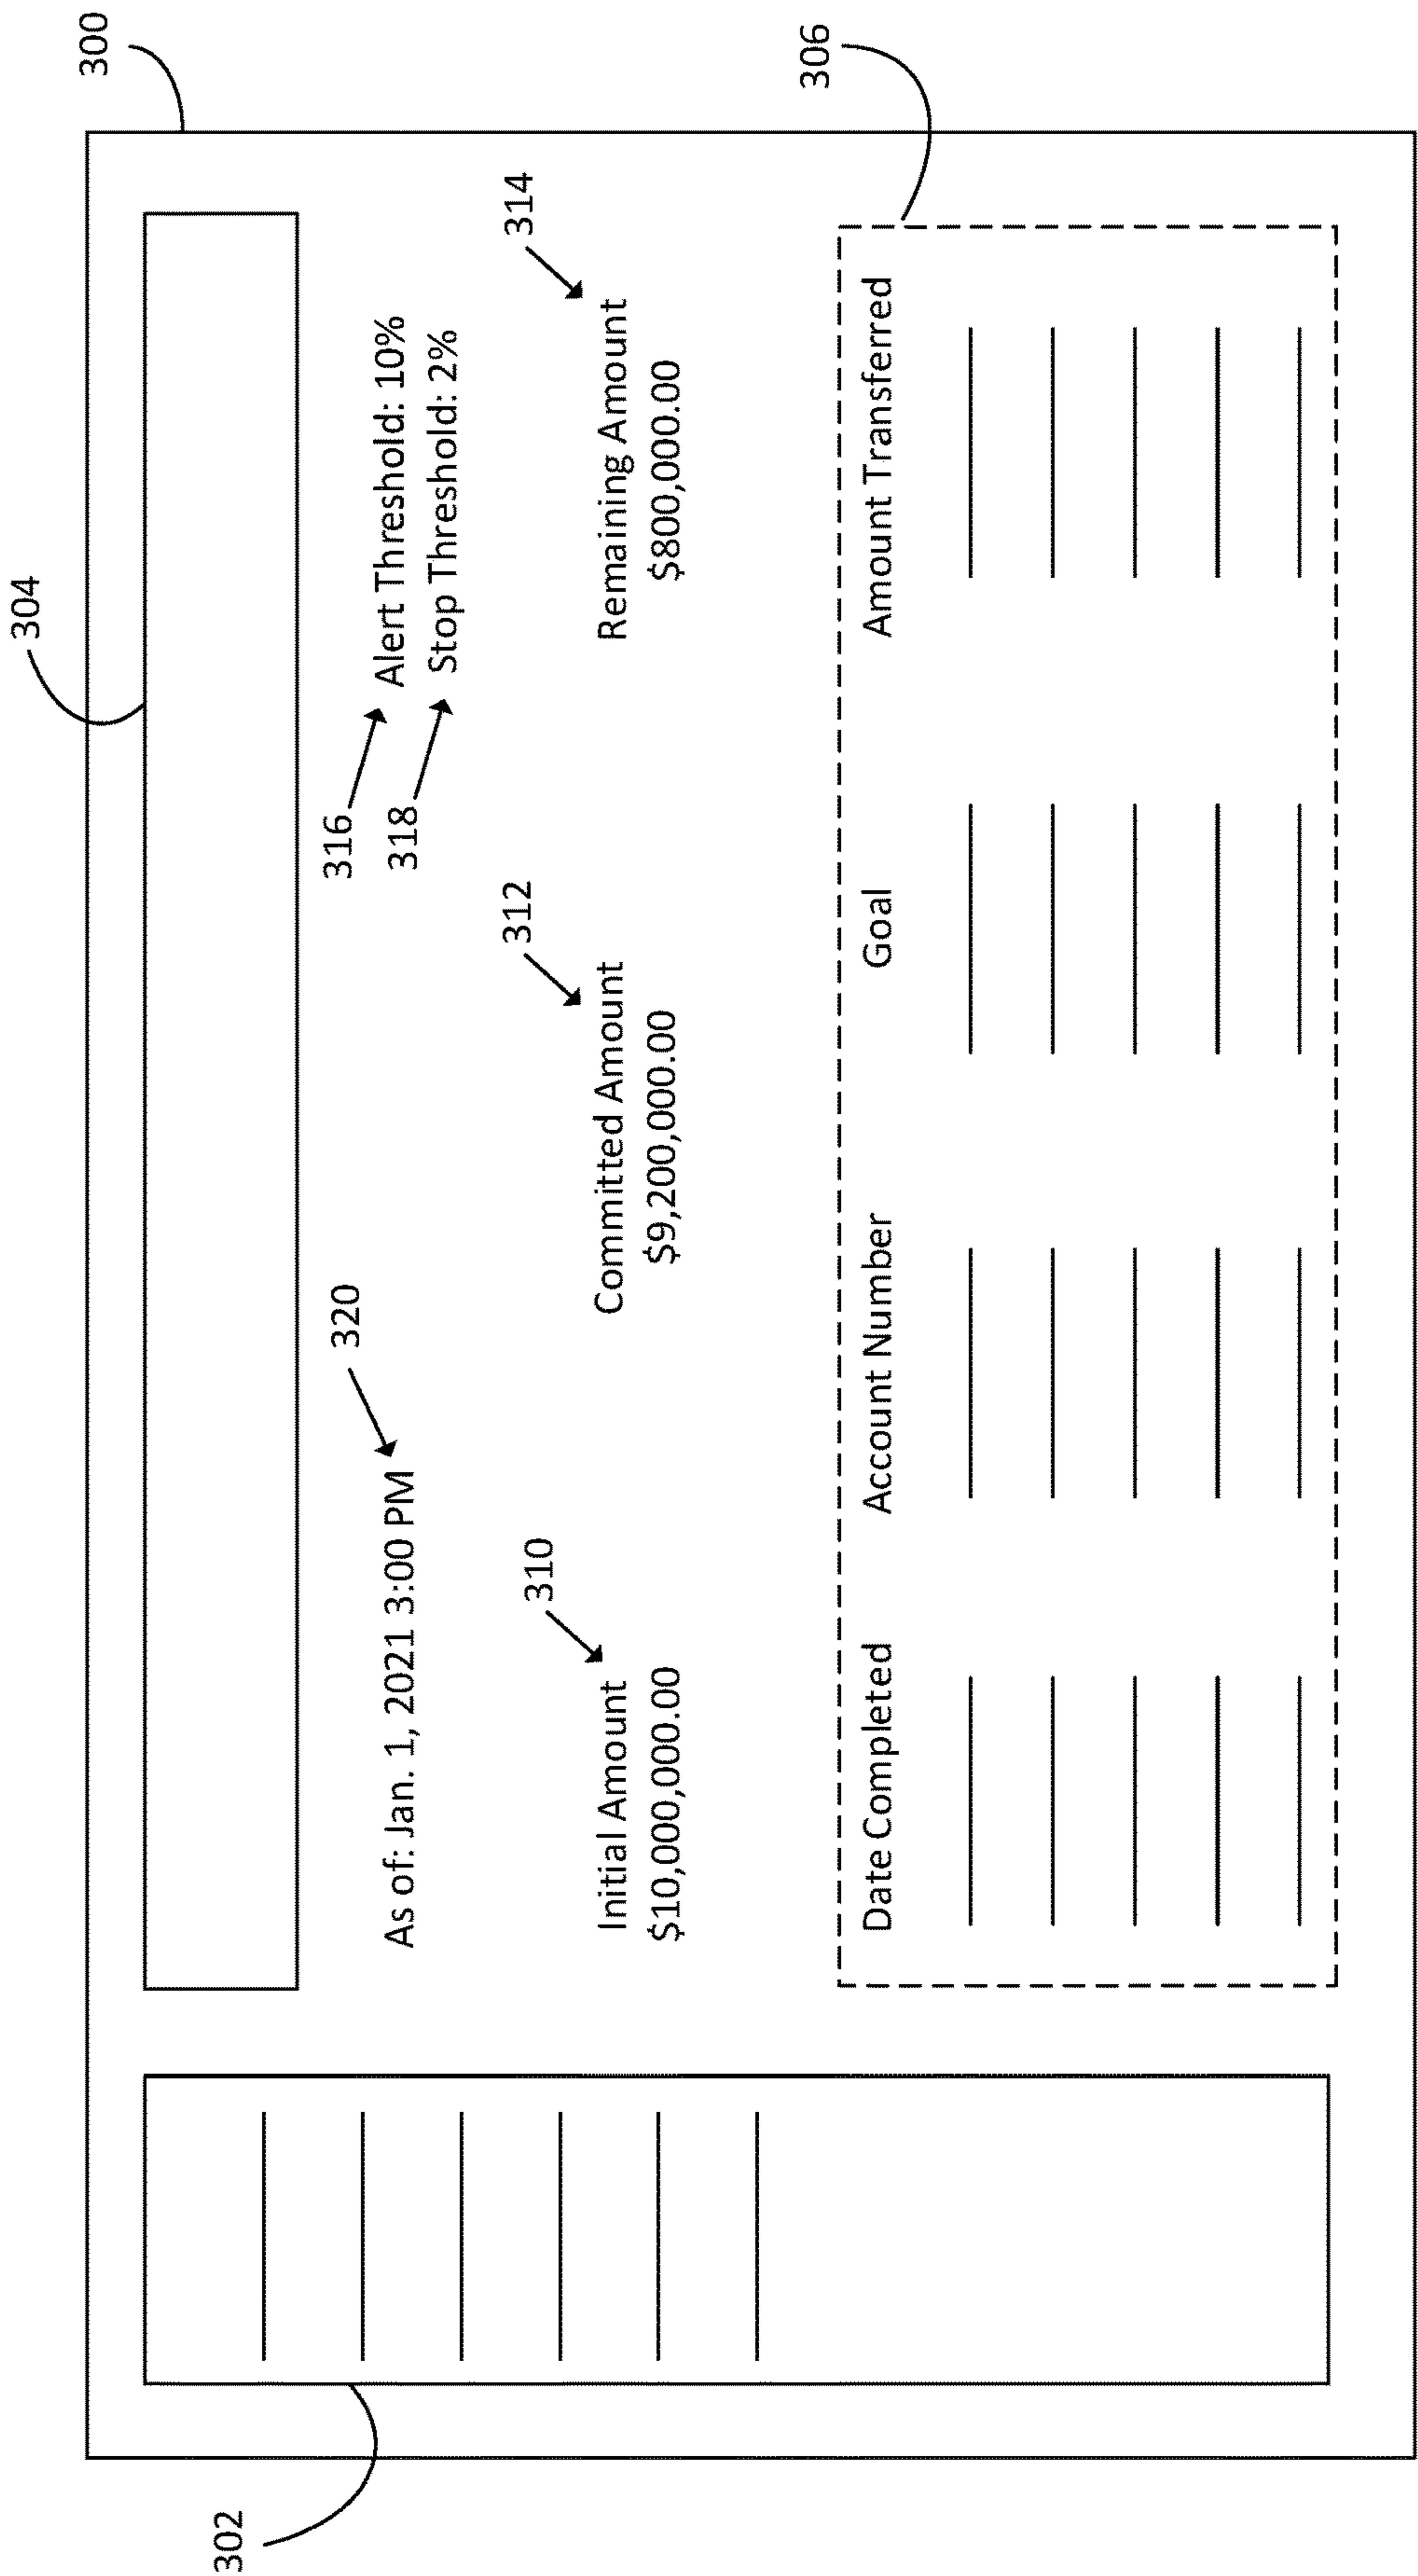 300
304
302
As of: Jan. 1, 2021 3:00 PM
320
316
Alert Threshold: 10%
318
Stop Threshold: 2%
310
312
314
Initial Amount
$10,000,000.00
Committed Amount
$9,200,000.00
Remaining Amount
$800,000.00
306
Date Completed
Account Number
Goal
Amount Transferred